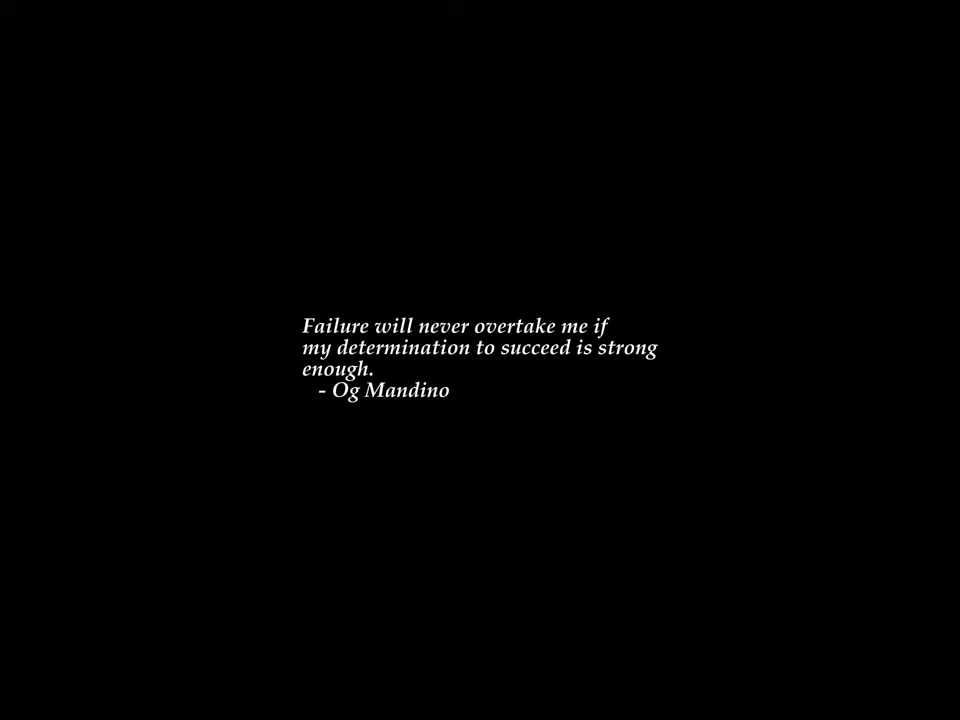 Failure will never overtake me if
my determination to succeed is strong
enough.
- Og Mandino